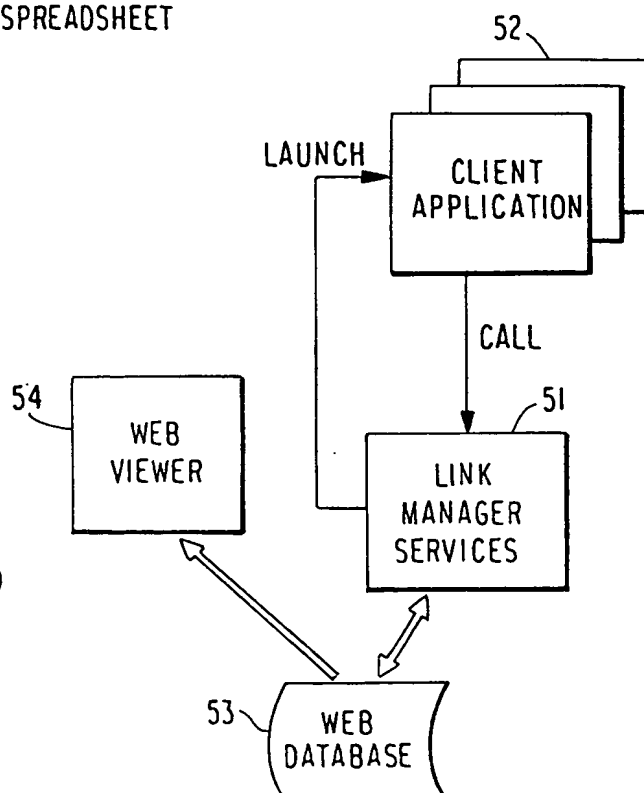 SPREADSHEET
52
LAUNCH
CLIENT
APPLICATION
CALL
54
51
WEB
VIEWER
LINK
MANAGER
SERVICES
)
53
WEB
DATABASE